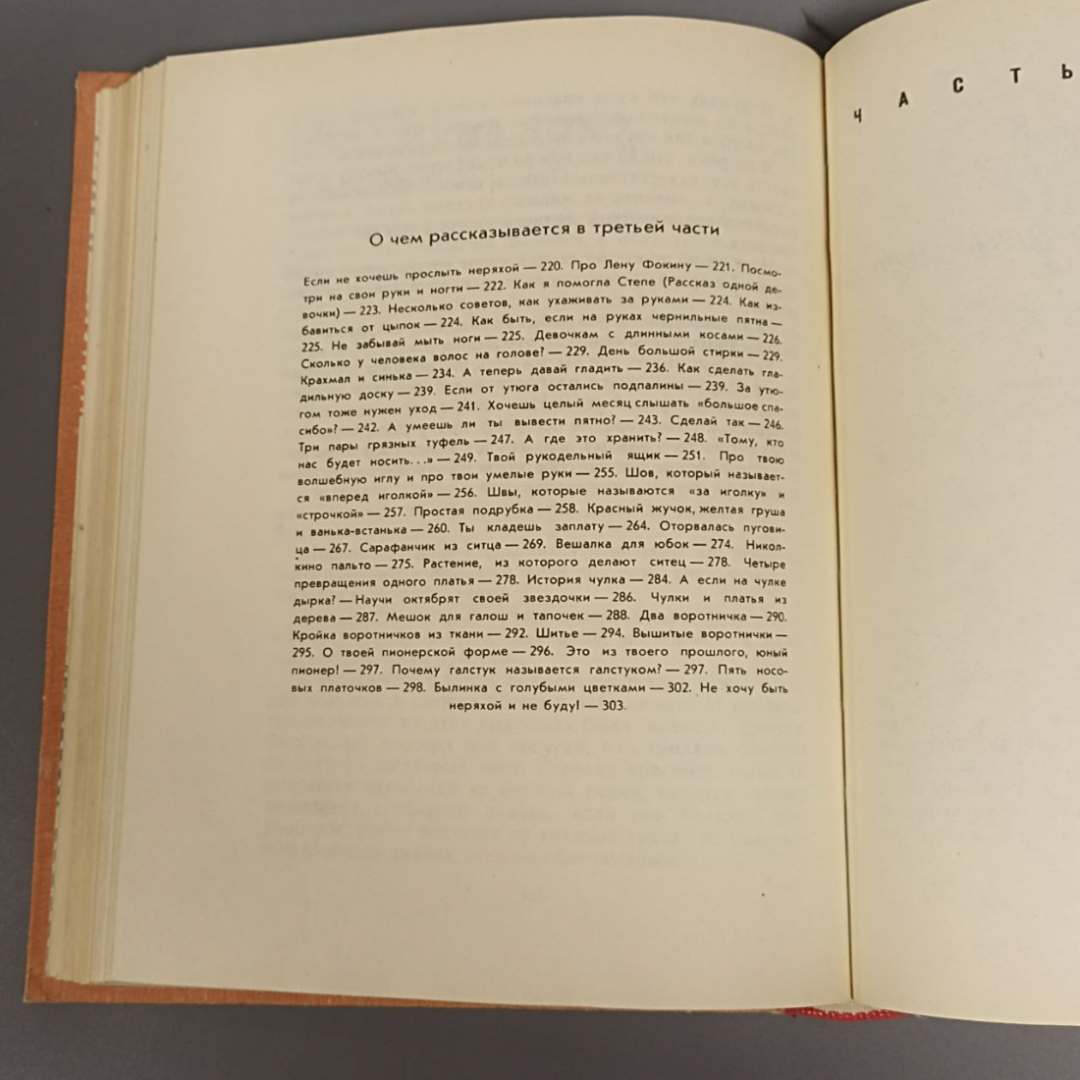 О чем рассказывается в третьей части
Если не хочешь прослыть неряхой — 220. Про Лену Фокину — 221. Посмо-
три на свои руки и ногти — 222. Как я помогла Степе (Рассказ одной де-
вочки) — 223. Несколько советов, как ухаживать за руками — 224. Как из-
бавиться от цыпок — 224. Как быть, если на руках чернильные пятна —
225. Не забывай мыть ноги — 225. Девочкам с длинными косами — 226.
Сколько у человека волос на голове? — 229. День большой стирки — 229.
Крахмал и синька — 234. А теперь давай гладить — 236. Как сделать гла-
дильную доску — 239. Если от утюга остались подпалины — 239. За утю-
гом тоже нужен уход — 241. Хочешь целый месяц слышать «большое спа-
сибо»? — 242. А умеешь ли ты вывести пятно? — 243. Сделай так — 246.
Три пары грязных туфель — 247. А где это хранить? — 248. «Тому, кто
нас будет носить...» — 249. Твой рукодельный ящик — 251. Про твою
волшебную иглу и про твои умелые руки — 255. Шов, который называет-
ся «вперед иголкой» — 256. Швы, которые называются «за иголку» и
«строчкой» — 257. Простая подрубка — 258. Красный жучок, желтая груша
и ванька-встанька — 260. Ты кладешь заплату — 264. Оторвалась пугови-
ца — 267. Сарафанчик из ситца — 269. Вешалка для юбок — 274. Никол-
кино пальто — 275. Растение, из которого делают ситец — 278. Четыре
превращения одного платья — 278. История чулка — 284. А если на чулке
дырка? — Научи октябрят своей звездочки — 286. Чулки и платья из
дерева — 287. Мешок для галош и тапочек — 288. Два воротничка — 290.
Кройка воротничков из ткани — 292. Шитье — 294. Вышитые воротнички —
295. О твоей пионерской форме — 296. Это из твоего прошлого, юный
пионер! — 297. Почему галстук называется галстуком? — 297. Пять носо-
вых платочков — 298. Былинка с голубыми цветками — 302. Не хочу быть
неряхой и не буду! — 303.
ЧАСТЬ